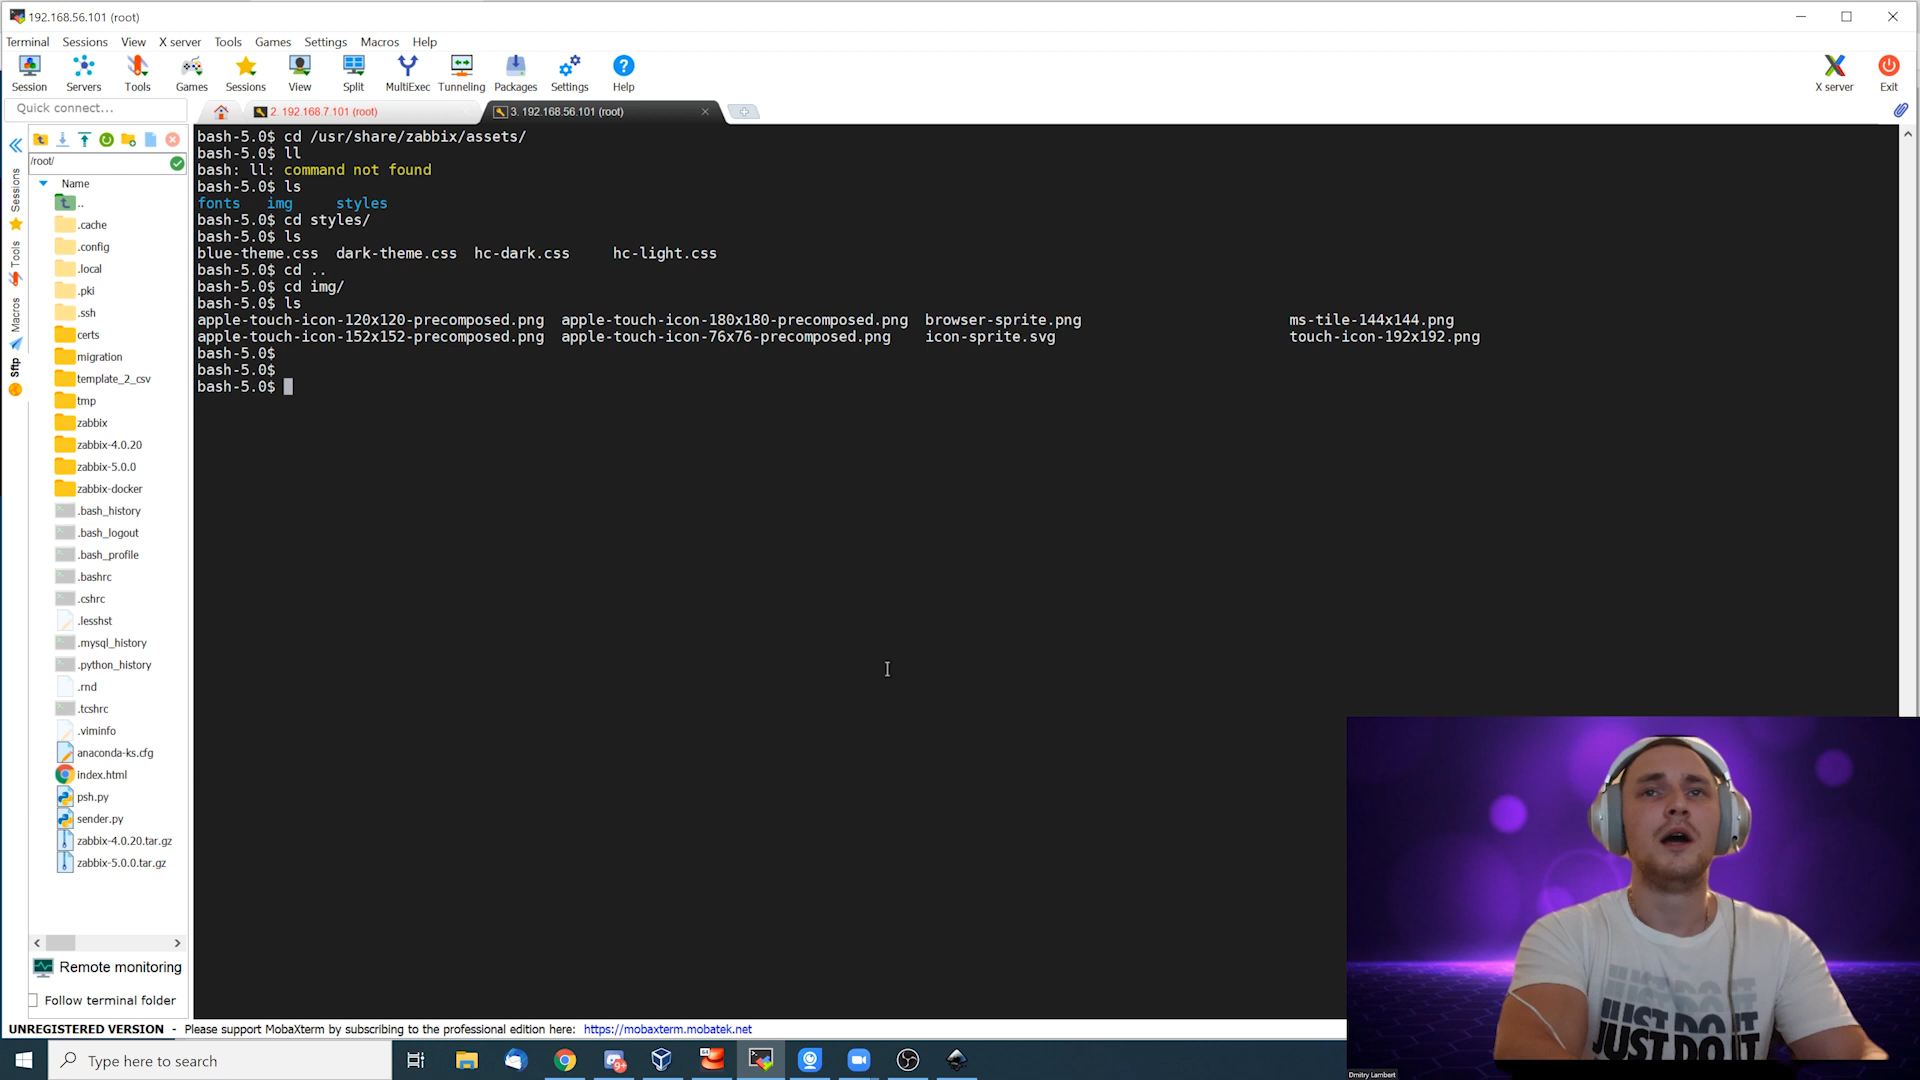 192.168.56.101 (root)
Terminal Sessions View X server Tools Games Settings Macros Help
Session Servers Tools Games Sessions View Split MultiExec Tunneling Packages Settings Help X server Exit
Quick connect...
2. 192.168.7.101 (root)
3. 192.168.56.101 (root)
/root/
Name
..
.cache
.config
.local
.pki
.ssh
certs
migration
template_2_csv
tmp
zabbix
zabbix-4.0.20
zabbix-5.0.0
zabbix-docker
.bash_history
.bash_logout
.bash_profile
.bashrc
.cshrc
.lesshst
.mysql_history
.python_history
.rnd
.tcshrc
.viminfo
anaconda-ks.cfg
index.html
psh.py
sender.py
zabbix-4.0.20.tar.gz
zabbix-5.0.0.tar.gz
Sessions
Tools
Macros
Sftp
Remote monitoring
Follow terminal folder
bash-5.0$ cd /usr/share/zabbix/assets/
bash-5.0$ ll
bash: ll: command not found
bash-5.0$ ls
fonts img styles
bash-5.0$ cd styles/
bash-5.0$ ls
blue-theme.css dark-theme.css hc-dark.css hc-light.css
bash-5.0$ cd ..
bash-5.0$ cd img/
bash-5.0$ ls
apple-touch-icon-120x120-precomposed.png apple-touch-icon-180x180-precomposed.png browser-sprite.png ms-tile-144x144.png
apple-touch-icon-152x152-precomposed.png apple-touch-icon-76x76-precomposed.png icon-sprite.svg touch-icon-192x192.png
bash-5.0$
bash-5.0$
bash-5.0$
JUST DO IT
JUST DO IT
Dmitry Lambert
UNREGISTERED VERSION - Please support MobaXterm by subscribing to the professional edition here: https://mobaxterm.mobatek.net
Type here to search
9+
64